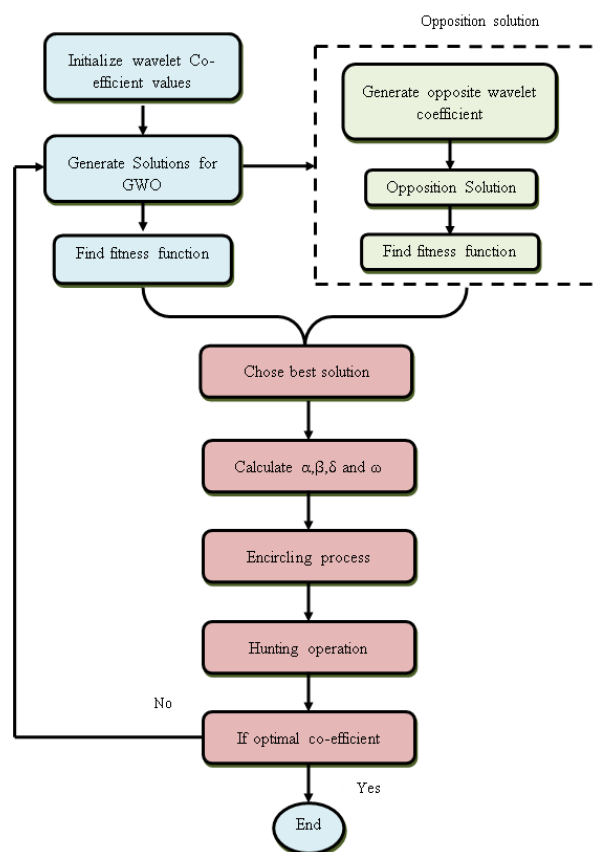 Opposition solution
Initialize wavelet Co-
efficient values
Generate opposite wavelet
coefficient
Generate Solutions for
GWO
Opposition Solution
Find fitness function
Find fitness function
Chose best solution
Calculate α,β,δ and ω
Encircling process
Hunting operation
No
If optimal co-efficient
Yes
End